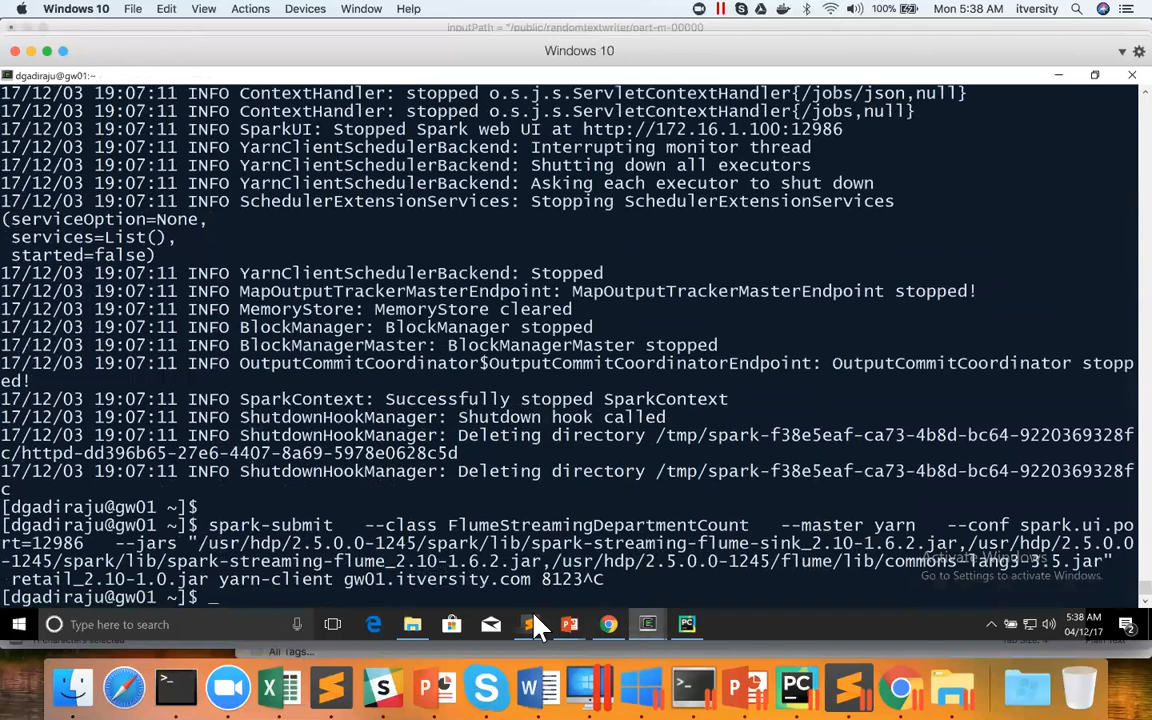 Windows 10 File Edit View Actions Devices Window Help 100% Mon 5:38 AM itversity
inputPath = "/public/randomtextwriter/part-m-00000
Windows 10
dgadiraju@gw01:~
17/12/03 19:07:11 INFO ContextHandler: stopped o.s.j.s.ServletContextHandler{/jobs/json,null}
17/12/03 19:07:11 INFO ContextHandler: stopped o.s.j.s.ServletContextHandler{/jobs,null}
17/12/03 19:07:11 INFO SparkUI: Stopped Spark web UI at http://172.16.1.100:12986
17/12/03 19:07:11 INFO YarnClientSchedulerBackend: Interrupting monitor thread
17/12/03 19:07:11 INFO YarnClientSchedulerBackend: Shutting down all executors
17/12/03 19:07:11 INFO YarnClientSchedulerBackend: Asking each executor to shut down
17/12/03 19:07:11 INFO SchedulerExtensionServices: Stopping SchedulerExtensionServices
(serviceOption=None,
services=List(),
started=false)
17/12/03 19:07:11 INFO YarnClientSchedulerBackend: Stopped
17/12/03 19:07:11 INFO MapOutputTrackerMasterEndpoint: MapOutputTrackerMasterEndpoint stopped!
17/12/03 19:07:11 INFO MemoryStore: MemoryStore cleared
17/12/03 19:07:11 INFO BlockManager: BlockManager stopped
17/12/03 19:07:11 INFO BlockManagerMaster: BlockManagerMaster stopped
17/12/03 19:07:11 INFO OutputCommitCoordinator$OutputCommitCoordinatorEndpoint: OutputCommitCoordinator stopp
ed!
17/12/03 19:07:11 INFO SparkContext: Successfully stopped SparkContext
17/12/03 19:07:11 INFO ShutdownHookManager: Shutdown hook called
17/12/03 19:07:11 INFO ShutdownHookManager: Deleting directory /tmp/spark-f38e5eaf-ca73-4b8d-bc64-9220369328f
c/httpd-dd396b65-27e6-4407-8a69-5978e0628c5d
17/12/03 19:07:11 INFO ShutdownHookManager: Deleting directory /tmp/spark-f38e5eaf-ca73-4b8d-bc64-9220369328f
c
[dgadiraju@gw01 ~]$
[dgadiraju@gw01 ~]$ spark-submit --class FlumeStreamingDepartmentCount --master yarn --conf spark.ui.po
rt=12986 --jars "/usr/hdp/2.5.0.0-1245/spark/lib/spark-streaming-flume-sink_2.10-1.6.2.jar,/usr/hdp/2.5.0.0
-1245/spark/lib/spark-streaming-flume_2.10-1.6.2.jar,/usr/hdp/2.5.0.0-1245/flume/lib/commons-lang3-3.5.jar"
retail_2.10-1.0.jar yarn-client gw01.itversity.com 8123^C
[dgadiraju@gw01 ~]$ _
Activate Windows
Go to Settings to activate Windows.
Type here to search
5:38 AM
04/12/17
All Tags...